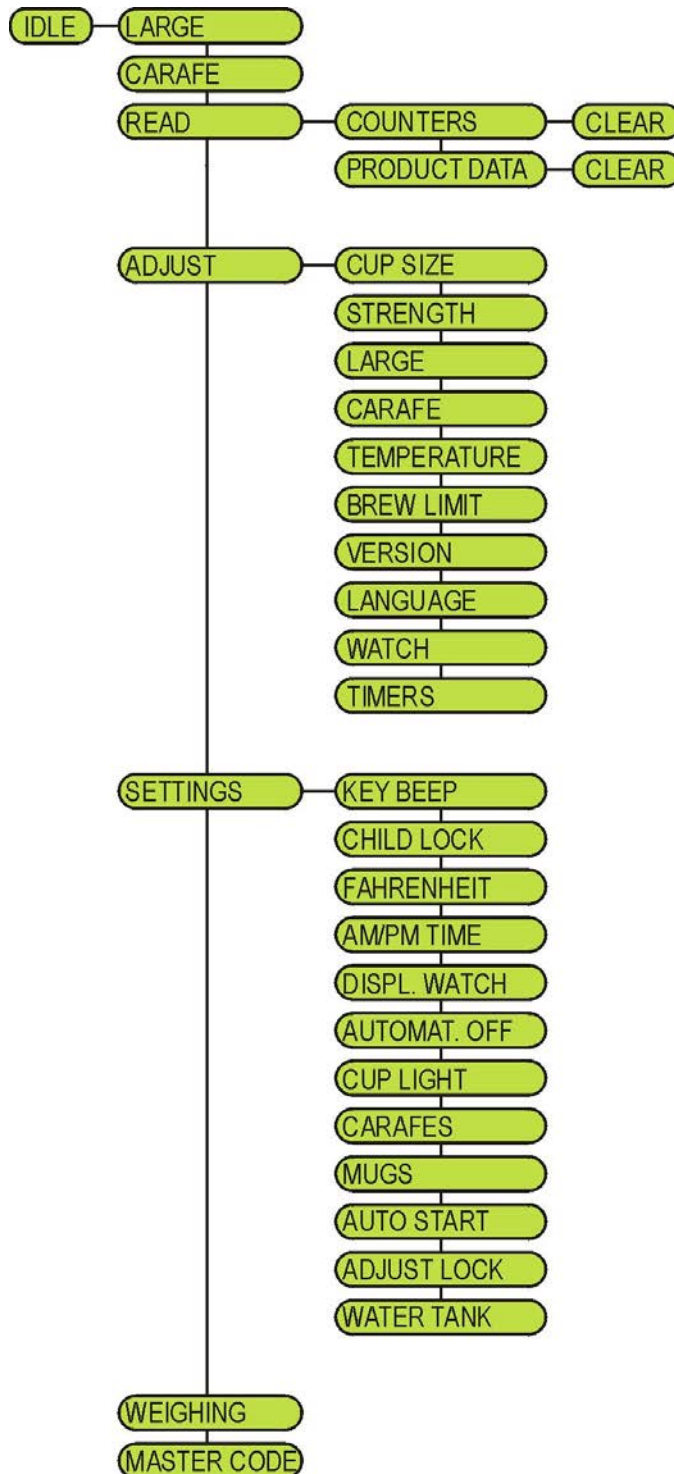 IDLE LARGE
CARAFE
READ COUNTERS CLEAR
PRODUCT DATA CLEAR
ADJUST CUP SIZE
STRENGTH
LARGE
CARAFE
TEMPERATURE
BREW LIMIT
VERSION
LANGUAGE
WATCH
TIMERS
SETTINGS KEY BEEP
CHILD LOCK
FAHRENHEIT
AM/PM TIME
DISPL. WATCH
AUTOMAT. OFF
CUP LIGHT
CARAFES
MUGS
AUTO START
ADJUST LOCK
WATER TANK
WEIGHING
MASTER CODE